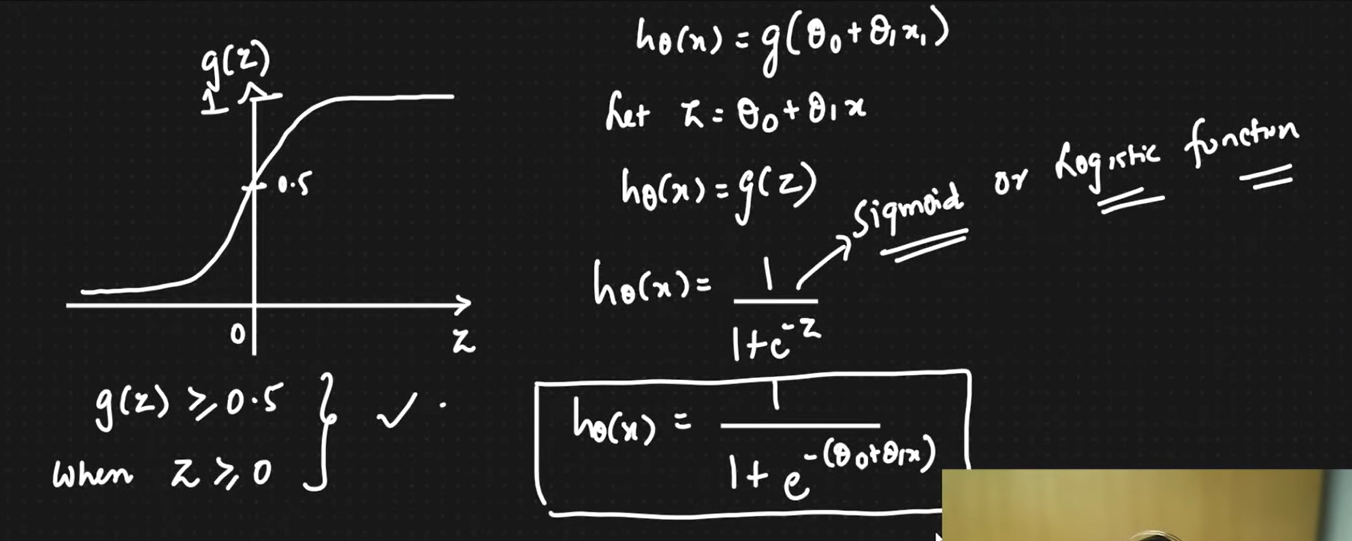 g(z)
1
0.5
0
z
g(z) ≥ 0.5
when z ≥ 0
hθ(x) = g(θ0 + θ1x1)
Let z = θ0 + θ1x
hθ(x) = g(z)
Sigmoid or Logistic function
hθ(x) = 1 / 1+e^-z
hθ(x) = 1 / 1+e^-(θ0+θ1x)